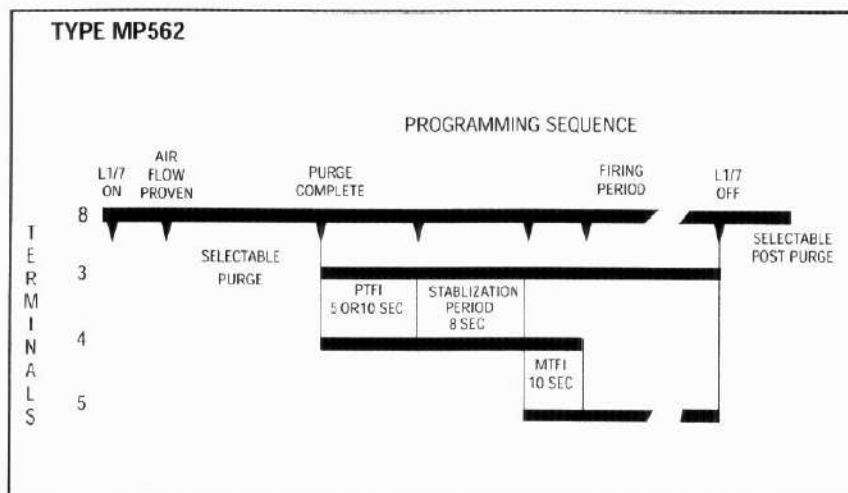 TYPE MP562
PROGRAMMING SEQUENCE
L1/7
ON
AIR
FLOW
PROVEN
PURGE
COMPLETE
FIRING
PERIOD
L1/7
OFF
TERMINALS
8
SELECTABLE
PURGE
SELECTABLE
POST PURGE
3
PTFI
5 OR10 SEC
STABLIZATION
PERIOD
8 SEC
4
MTFI
10 SEC
5